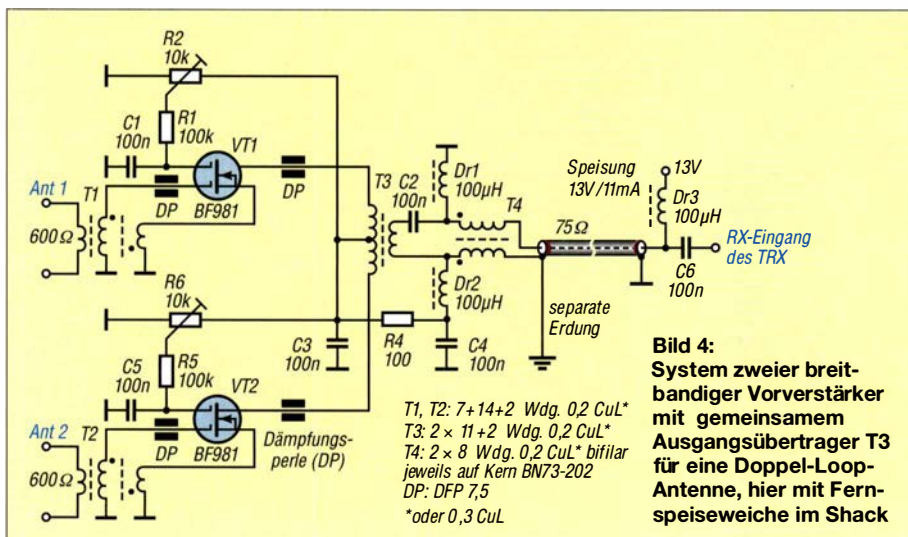 R2
10k
C1
100n
R1
100k
VT1
DP
BF981
DP
Ant 1
T1
600 Ω
T3
C2
100n
Dr1
100µH
T4
75 Ω
Dr2
100µH
Speisung
13V/11mA
13V
Dr3
100µH
C6
100n
RX-Eingang
des TRX
separate
Erdung
R6
10k
C5
100n
R5
100k
VT2
DP
BF981
Dämpfungs-
perle (DP)
Ant 2
T2
600 Ω
C3
100n
R4
100
C4
100n
T1, T2: 7+14+2 Wdg. 0,2 CuL*
T3: 2 × 11+2 Wdg. 0,2 CuL*
T4: 2 × 8 Wdg. 0,2 CuL* bifilar
jeweils auf Kern BN73-202
DP: DFP 7,5
*oder 0,3 CuL
Bild 4:
System zweier breit-
bandiger Vorverstärker
mit gemeinsamem
Ausgangsübertrager T3
für eine Doppel-Loop-
Antenne, hier mit Fern-
speiseweiche im Shack